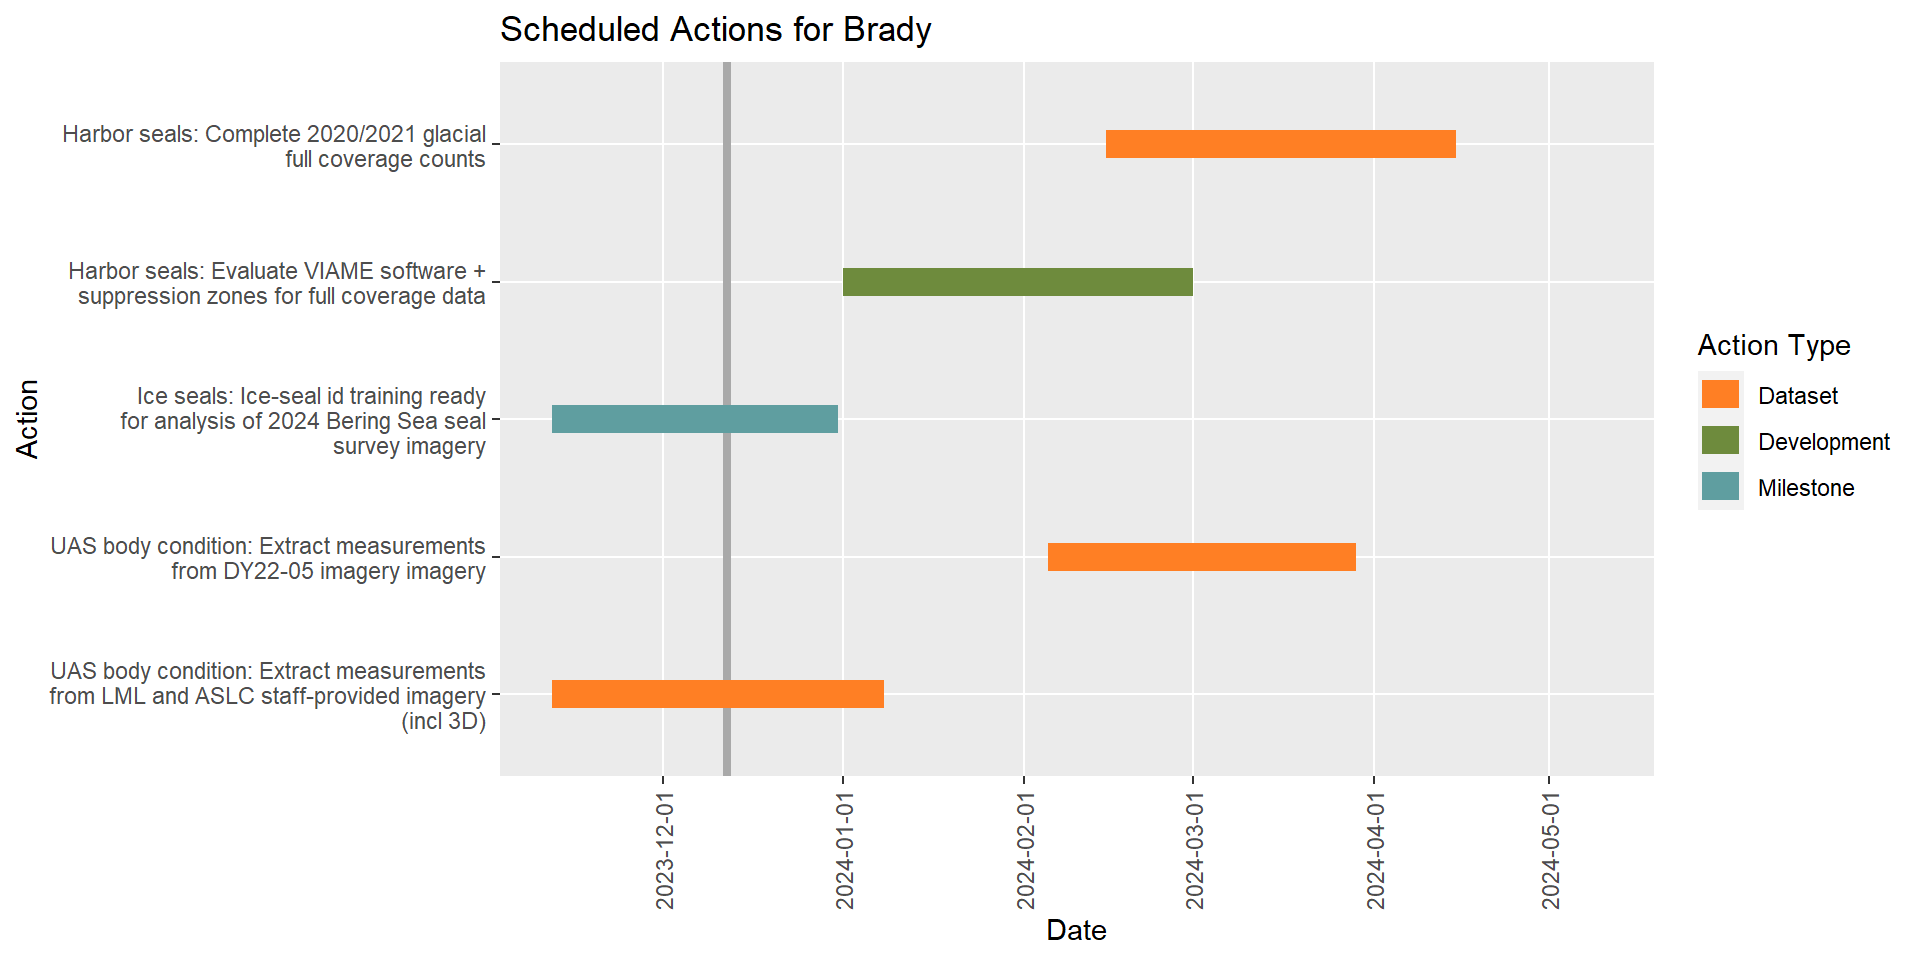 Scheduled Actions for Brady
Harbor seals: Complete 2020/2021 glacial
full coverage counts
Harbor seals: Evaluate VIAME software +
suppression zones for full coverage data
Ice seals: Ice-seal id training ready
for analysis of 2024 Bering Sea seal
survey imagery
UAS body condition: Extract measurements
from DY22-05 imagery imagery
UAS body condition: Extract measurements
from LML and ASLC staff-provided imagery
(incl 3D)
Action
2023-12-01
2024-01-01
2024-02-01
2024-03-01
2024-04-01
2024-05-01
Date
Action Type
Dataset
Development
Milestone